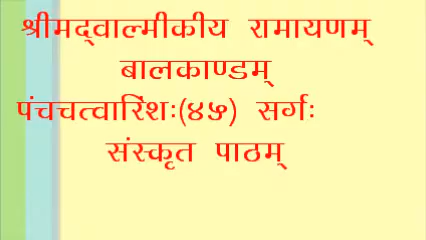 श्रीमद्‌वाल्मीकीय रामायणम्
बालकाण्डम्
पंचचत्वारिंशः(४५) सर्गः
संस्कृत पाठम्